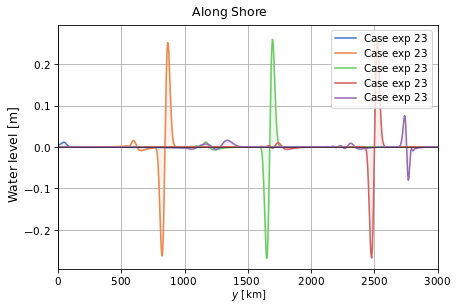 Along Shore
Water level [m]
0.2
0.1
0.0
−0.1
−0.2
Case exp 23
Case exp 23
Case exp 23
Case exp 23
Case exp 23
0 500 1000 1500 2000 2500 3000
y [km]